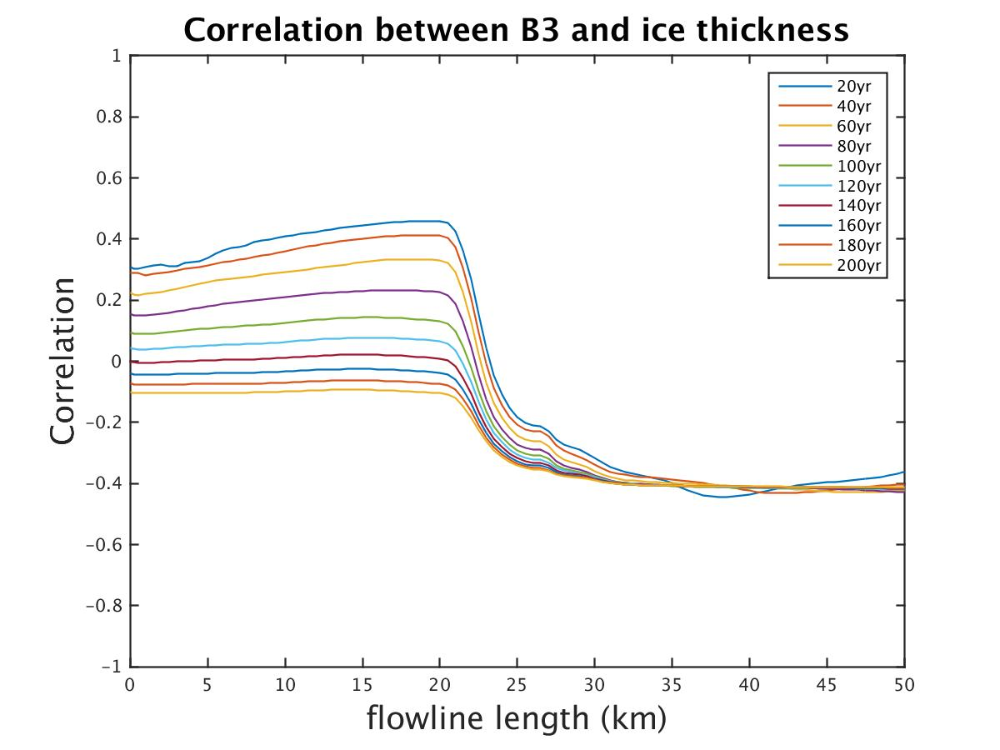 Correlation between B3 and ice thickness
1
0.8
0.6
0.4
0.2
0
−0.2
−0.4
−0.6
−0.8
−1
Correlation
20yr
40yr
60yr
80yr
100yr
120yr
140yr
160yr
180yr
200yr
0 5 10 15 20 25 30 35 40 45 50
flowline length (km)